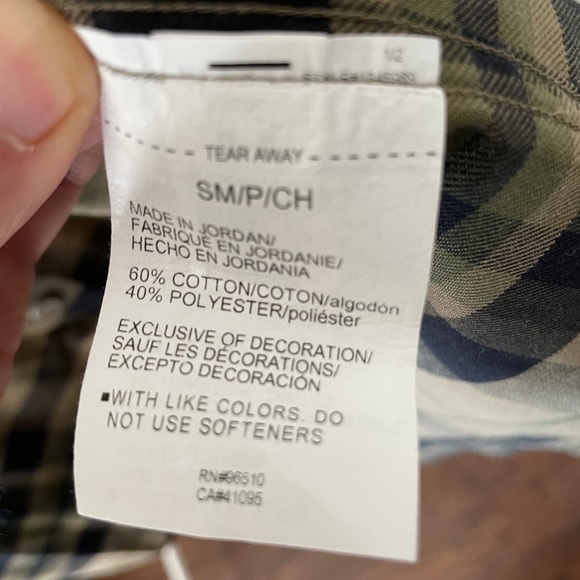 1/2
TEAR AWAY
SM/P/CH
MADE IN JORDAN/
FABRIQUÉ EN JORDANIE/
HECHO EN JORDANIA
60% COTTON/COTON/algodón
40% POLYESTER/poliéster
EXCLUSIVE OF DECORATION/
SAUF LES DÉCORATIONS/
EXCEPTO DECORACIÓN
■WITH LIKE COLORS. DO
NOT USE SOFTENERS
RN#96510
CA#41095